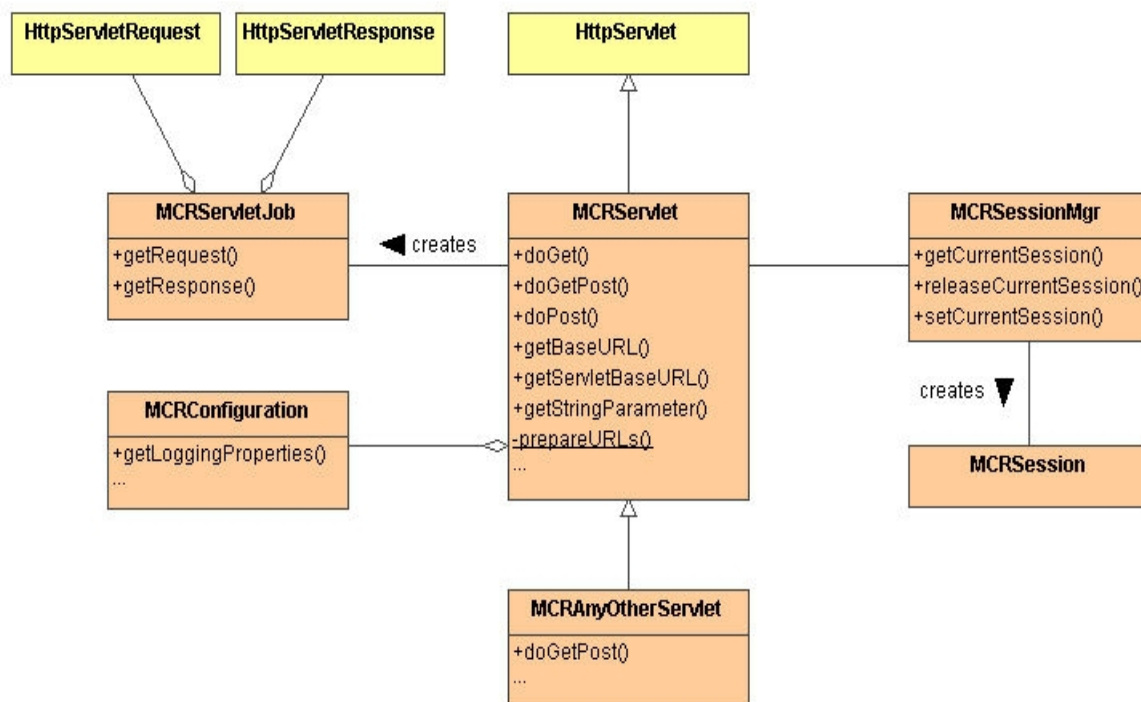 HttpServletRequest
HttpServletResponse
HttpServlet
MCRServletJob
+getRequest()
+getResponse()
creates
MCRServlet
+doGet()
+doGetPost()
+doPost()
+getBaseURL()
+getServletBaseURL()
+getStringParameter()
-prepareURLs()
...
MCRSessionMgr
+getCurrentSession()
+releaseCurrentSession()
+setCurrentSession()
creates
MCRConfiguration
+getLoggingProperties()
...
MCRSession
MCRAnyOtherServlet
+doGetPost()
...